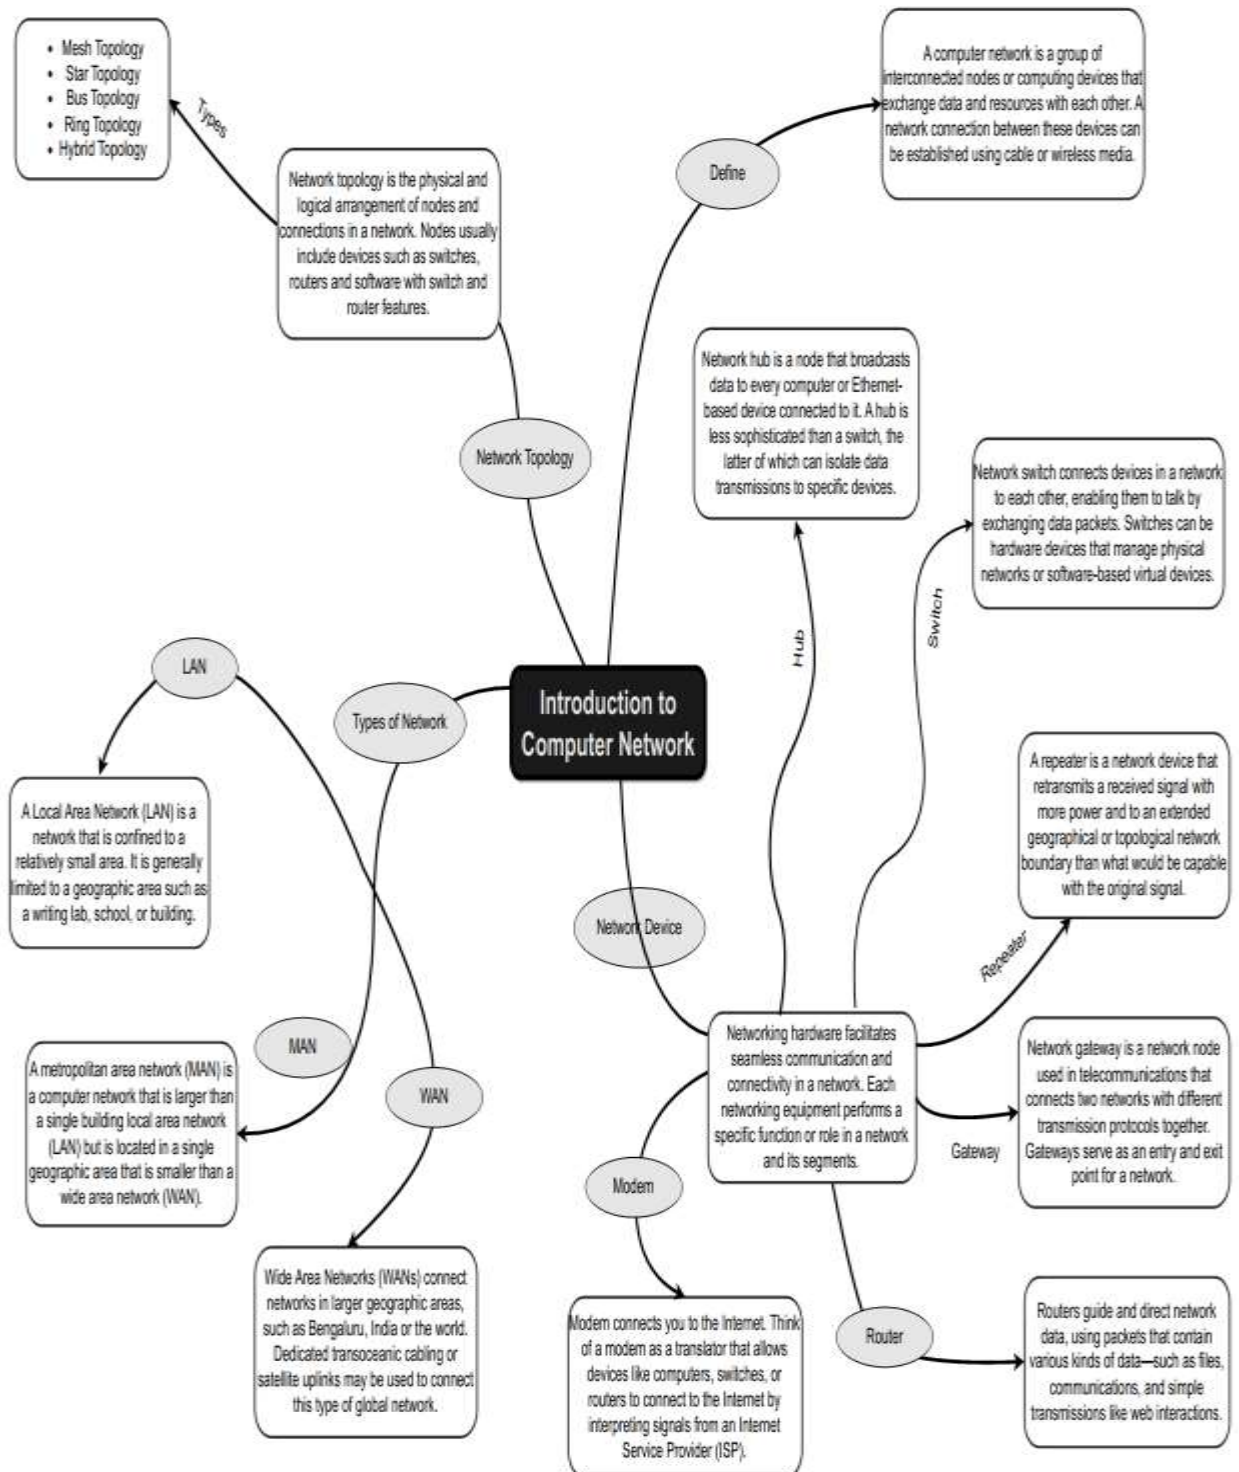 • Mesh Topology
• Star Topology
• Bus Topology
• Ring Topology
• Hybrid Topology
Types
Network topology is the physical and
logical arrangement of nodes and
connections in a network. Nodes usually
include devices such as switches,
routers and software with switch and
router features.
Network Topology
Define
A computer network is a group of
interconnected nodes or computing devices that
exchange data and resources with each other. A
network connection between these devices can
be established using cable or wireless media.
Network hub is a node that broadcasts
data to every computer or Ethernet-
based device connected to it. A hub is
less sophisticated than a switch, the
latter of which can isolate data
transmissions to specific devices.
Hub
Network switch connects devices in a network
to each other, enabling them to talk by
exchanging data packets. Switches can be
hardware devices that manage physical
networks or software-based virtual devices.
Switch
Introduction to
Computer Network
Types of Network
LAN
A Local Area Network (LAN) is a
network that is confined to a
relatively small area. It is generally
limited to a geographic area such as
a writing lab, school, or building.
MAN
A metropolitan area network (MAN) is
a computer network that is larger than
a single building local area network
(LAN) but is located in a single
geographic area that is smaller than a
wide area network (WAN).
WAN
Wide Area Networks (WANs) connect
networks in larger geographic areas,
such as Bengaluru, India or the world.
Dedicated transoceanic cabling or
satellite uplinks may be used to connect
this type of global network.
Network Device
Networking hardware facilitates
seamless communication and
connectivity in a network. Each
networking equipment performs a
specific function or role in a network
and its segments.
A repeater is a network device that
retransmits a received signal with
more power and to an extended
geographical or topological network
boundary than what would be capable
with the original signal.
Repeater
Network gateway is a network node
used in telecommunications that
connects two networks with different
transmission protocols together.
Gateways serve as an entry and exit
point for a network.
Gateway
Modem
Modem connects you to the Internet. Think
of a modem as a translator that allows
devices like computers, switches, or
routers to connect to the Internet by
interpreting signals from an Internet
Service Provider (ISP).
Router
Routers guide and direct network
data, using packets that contain
various kinds of data—such as files,
communications, and simple
transmissions like web interactions.